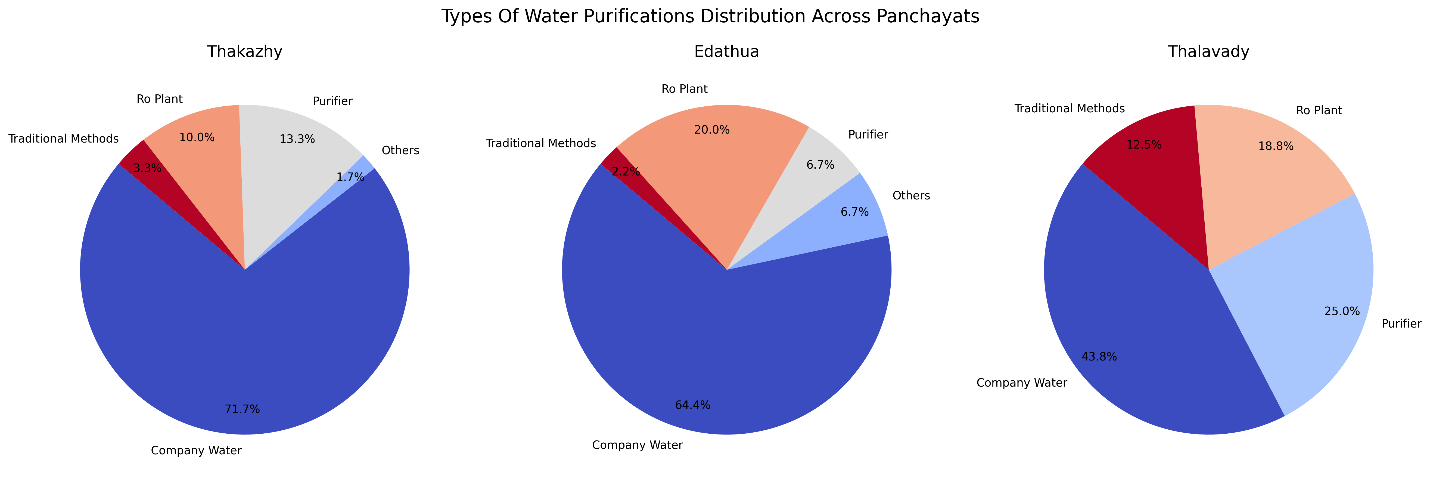 Types Of Water Purifications Distribution Across Panchayats
Thakazhy
Ro Plant
Purifier
Traditional Methods
Others
10.0%
13.3%
3.3%
1.7%
71.7%
Company Water
Edathua
Ro Plant
Traditional Methods
Purifier
Others
20.0%
2.2%
6.7%
6.7%
64.4%
Company Water
Thalavady
Traditional Methods
Ro Plant
12.5%
18.8%
25.0%
Purifier
43.8%
Company Water